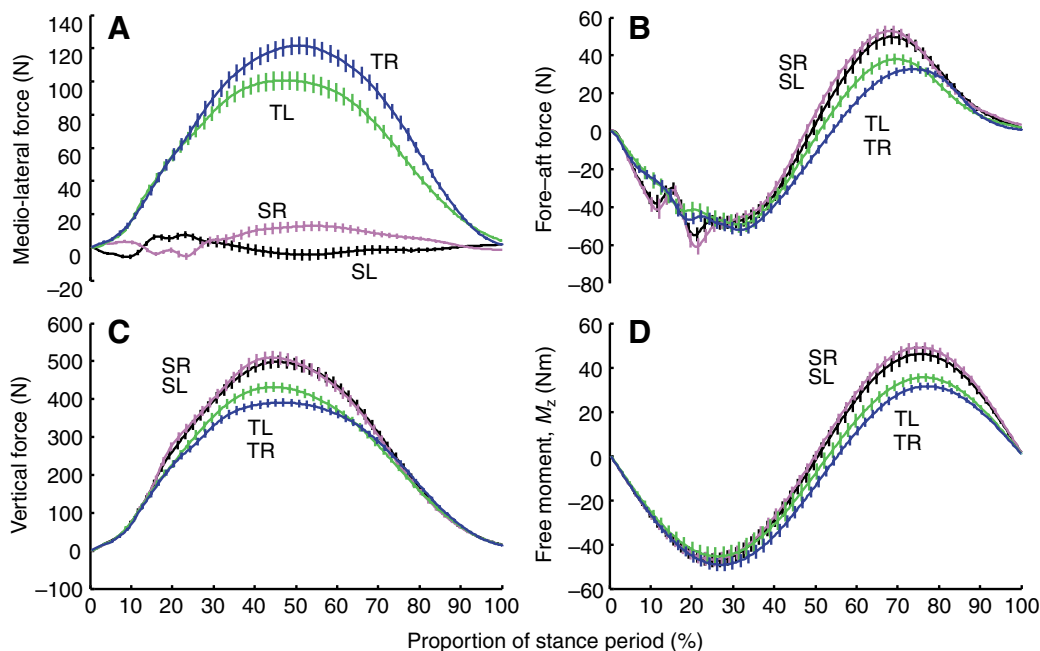 A
Medio-lateral force (N)
140
120
100
80
60
40
20
0
–20
TR
TL
SR
SL
B
Fore–aft force (N)
60
40
20
0
–20
–40
–60
–80
SR
SL
TL
TR
C
Vertical force (N)
600
500
400
300
200
100
0
–100
SR
SL
TL
TR
0 10 20 30 40 50 60 70 80 90 100
D
Free moment, Mz (Nm)
60
40
20
0
–20
–40
–60
SR
SL
TL
TR
0 10 20 30 40 50 60 70 80 90 100
Proportion of stance period (%)